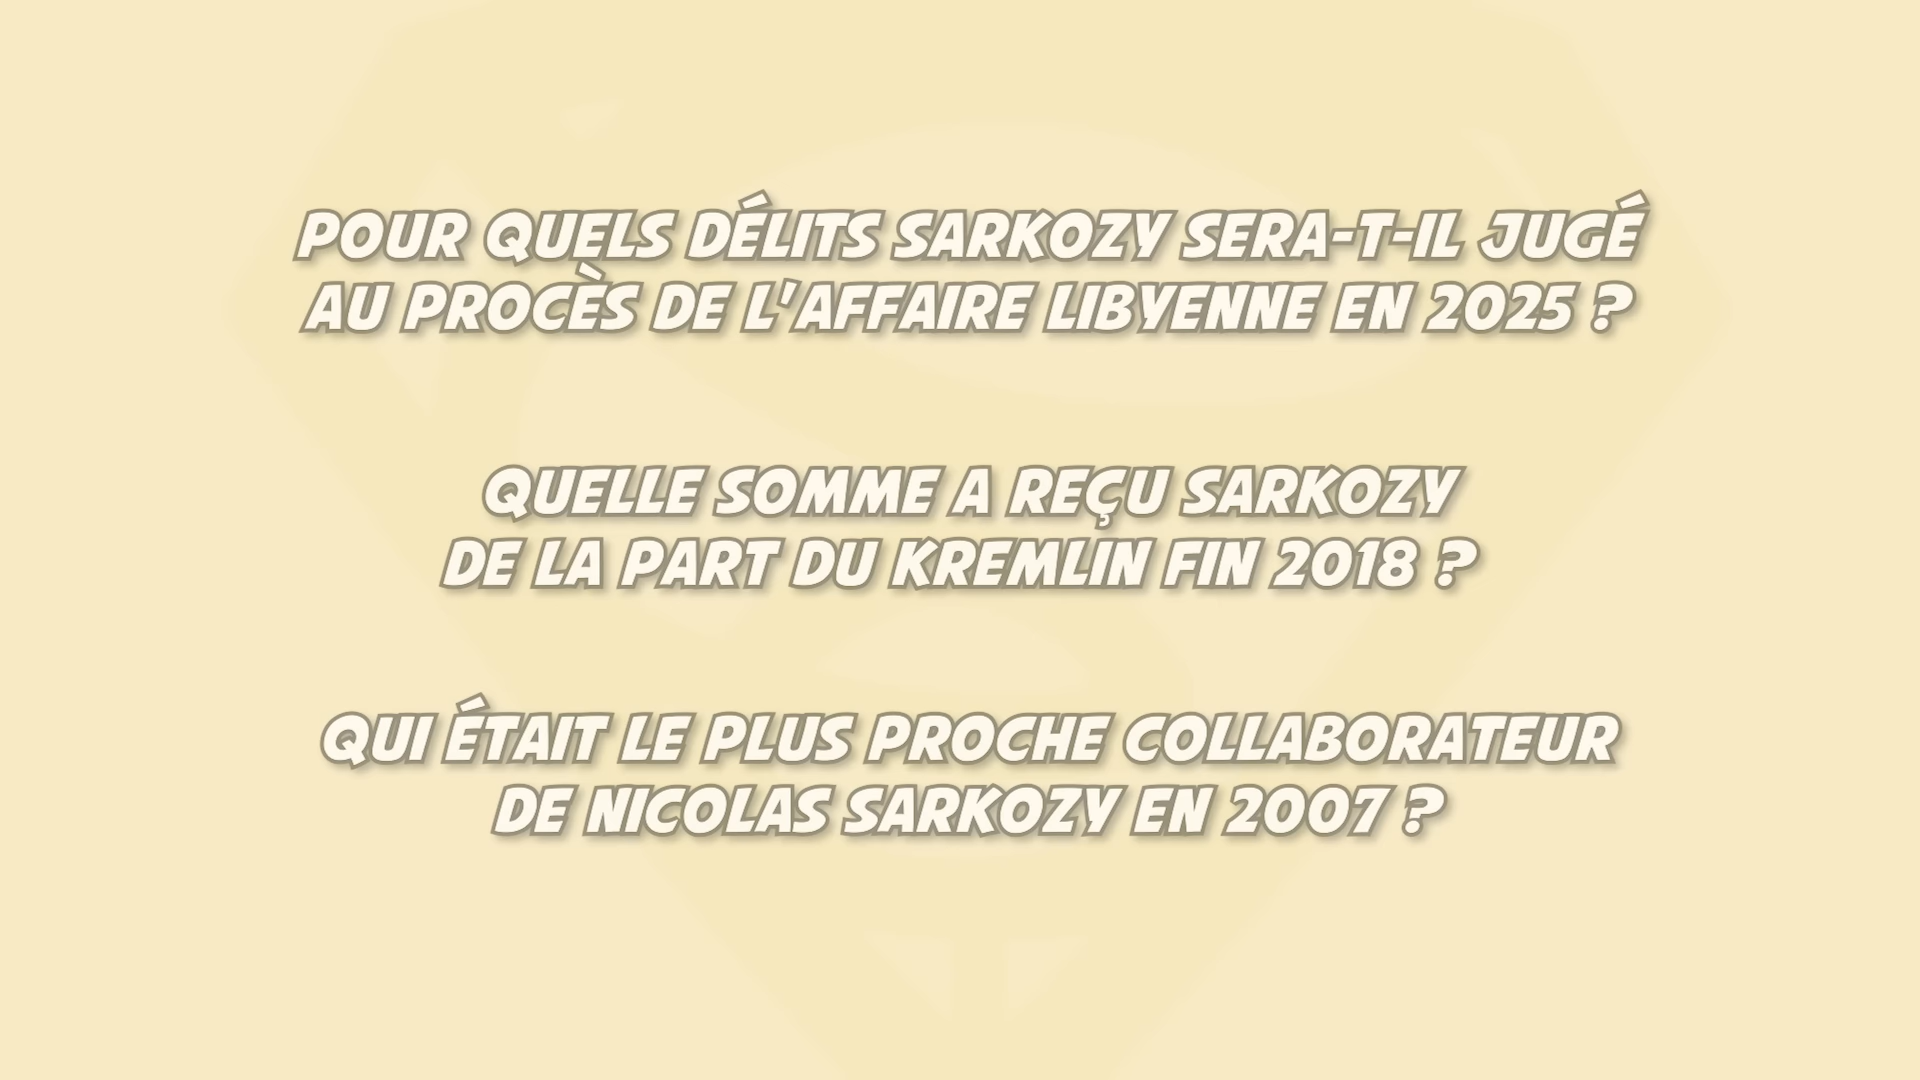 POUR QUELS DÉLITS SARKOZY SERA-T-IL JUGÉ
AU PROCÈS DE L'AFFAIRE LIBYENNE EN 2025 ?
QUELLE SOMME A REÇU SARKOZY
DE LA PART DU KREMLIN FIN 2018 ?
QUI ÉTAIT LE PLUS PROCHE COLLABORATEUR
DE NICOLAS SARKOZY EN 2007 ?